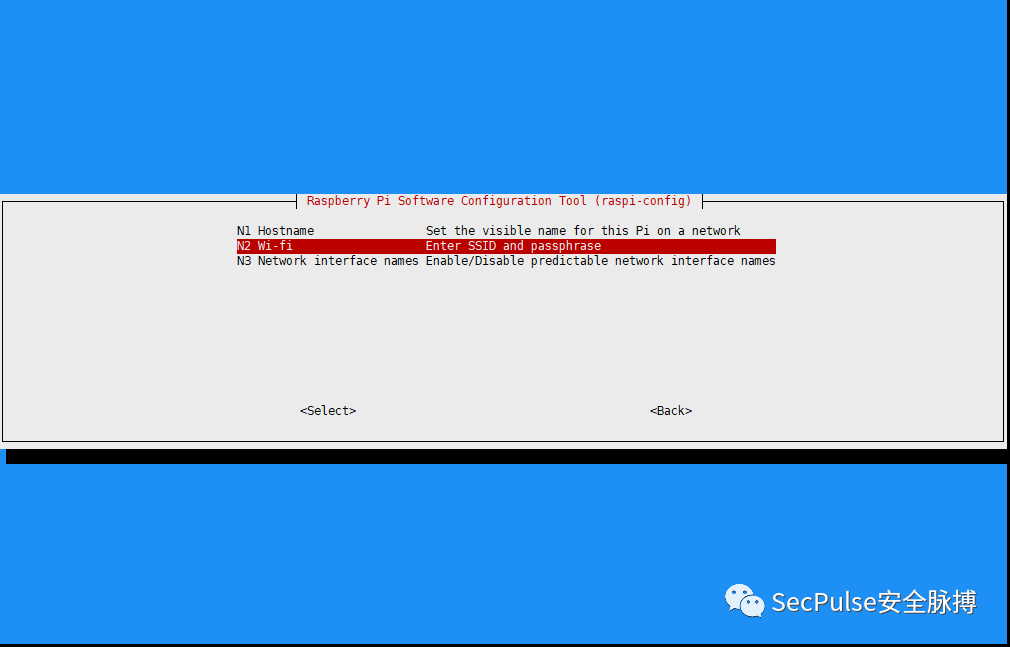 Raspberry Pi Software Configuration Tool (raspi-config)
N1 Hostname Set the visible name for this Pi on a network
N2 Wi-fi Enter SSID and passphrase
N3 Network interface names Enable/Disable predictable network interface names
<Select> <Back>
SecPulse安全脉搏